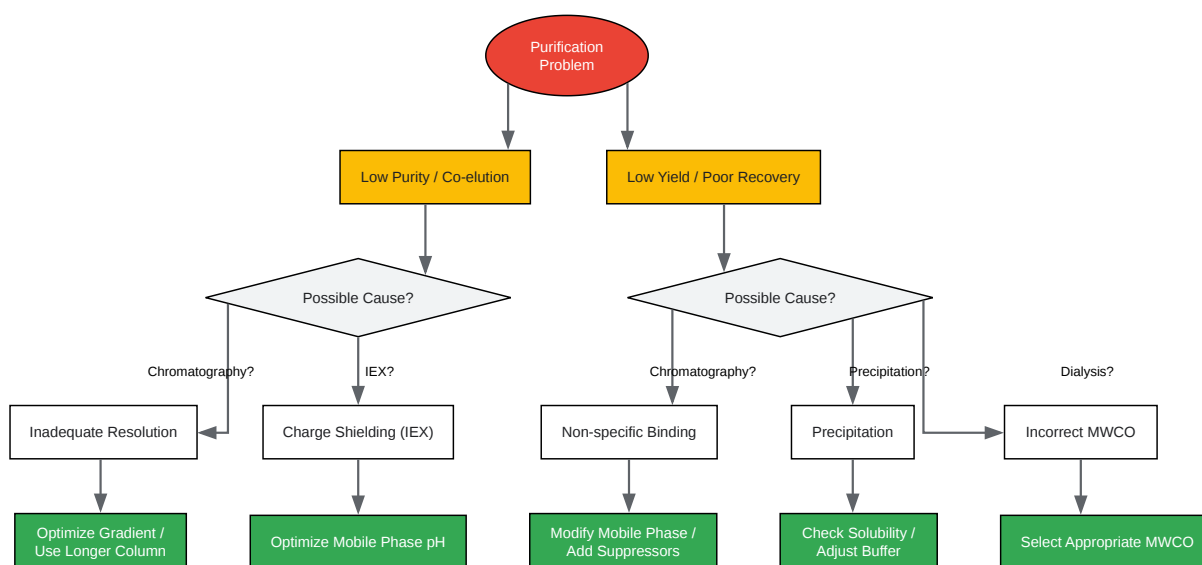 Purification
Problem
Low Purity / Co-elution
Low Yield / Poor Recovery
Possible Cause?
Possible Cause?
Chromatography?
IEX?
Chromatography?
Precipitation?
Dialysis?
Inadequate Resolution
Charge Shielding (IEX)
Non-specific Binding
Precipitation
Incorrect MWCO
Optimize Gradient /
Use Longer Column
Optimize Mobile Phase pH
Modify Mobile Phase /
Add Suppressors
Check Solubility /
Adjust Buffer
Select Appropriate MWCO